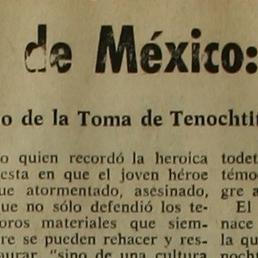 de México:
o de la Toma de Tenochtit
o quien recordó la heroica
esta en que el joven héroe
ue atormentado, asesinado,
ue no sólo defendió los te-
oros materiales que siem-
re se pueden rehacer y res-
aurar, "sino de una cultura
todet
témo
gre a
El
nace
la qu
nocht